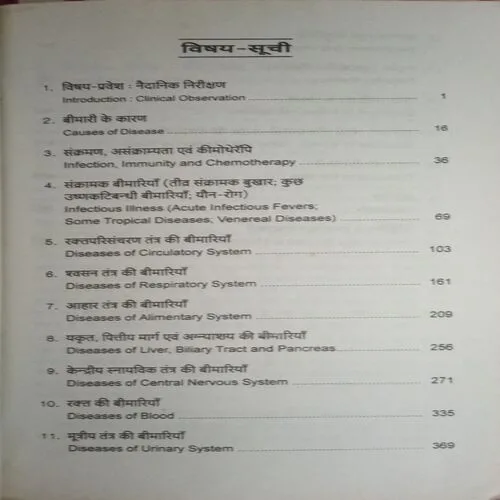 विषय-सूची
1. विषय-प्रवेश : नैदानिक निरीक्षण
Introduction : Clinical Observation 1
2. बीमारी के कारण
Causes of Disease 16
3. संक्रमण, असंक्राम्यता एवं कीमोथेरॅपि
Infection, Immunity and Chemotherapy 36
4. संक्रामक बीमारियाँ (तीव्र संक्रामक बुखार; कुछ
उष्णकटिबन्धी बीमारियाँ; यौन-रोग)
Infectious Illness (Acute Infectious Fevers;
Some Tropical Diseases; Venereal Diseases) 69
5. रक्तपरिसंचरण तंत्र की बीमारियाँ
Diseases of Circulatory System 103
6. श्वसन तंत्र की बीमारियाँ
Diseases of Respiratory System 161
7. आहार तंत्र की बीमारियाँ
Diseases of Alimentary System 209
8. यकृत, पित्तीय मार्ग एवं अग्न्याशय की बीमारियाँ
Diseases of Liver, Biliary Tract and Pancreas 256
9. केन्द्रीय स्नायविक तंत्र की बीमारियाँ
Diseases of Central Nervous System 271
10. रक्त की बीमारियाँ
Diseases of Blood 335
11. मूत्रीय तंत्र की बीमारियाँ
Diseases of Urinary System 369